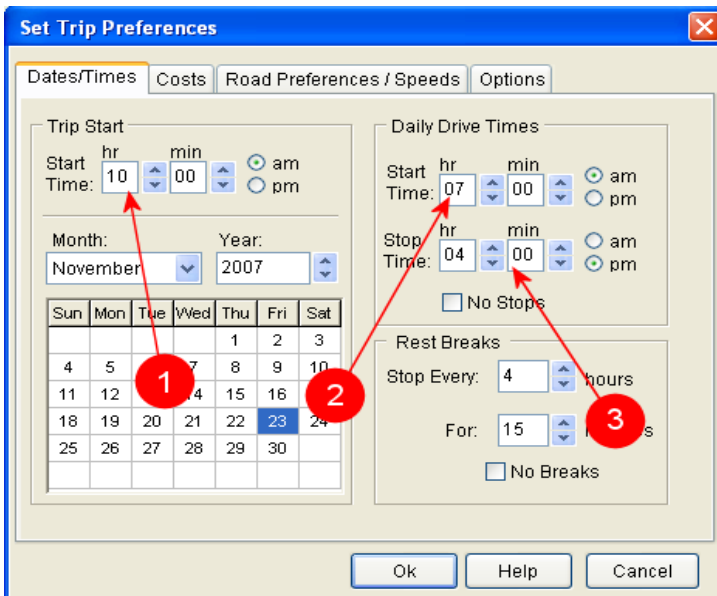 Set Trip Preferences
Dates/Times Costs Road Preferences / Speeds Options
Trip Start
hr min
Start Time: 10 00 am pm
Month: Year:
November 2007
Sun Mon Tue Wed Thu Fri Sat
1 2 3
4 5 7 8 9 10
11 12 14 15 16
18 19 20 21 22 23 24
25 26 27 28 29 30
Daily Drive Times
hr min
Start Time: 07 00 am pm
hr min
Stop Time: 04 00 am pm
No Stops
Rest Breaks
Stop Every: 4 hours
For: 15
No Breaks
1
2
3
Ok Help Cancel